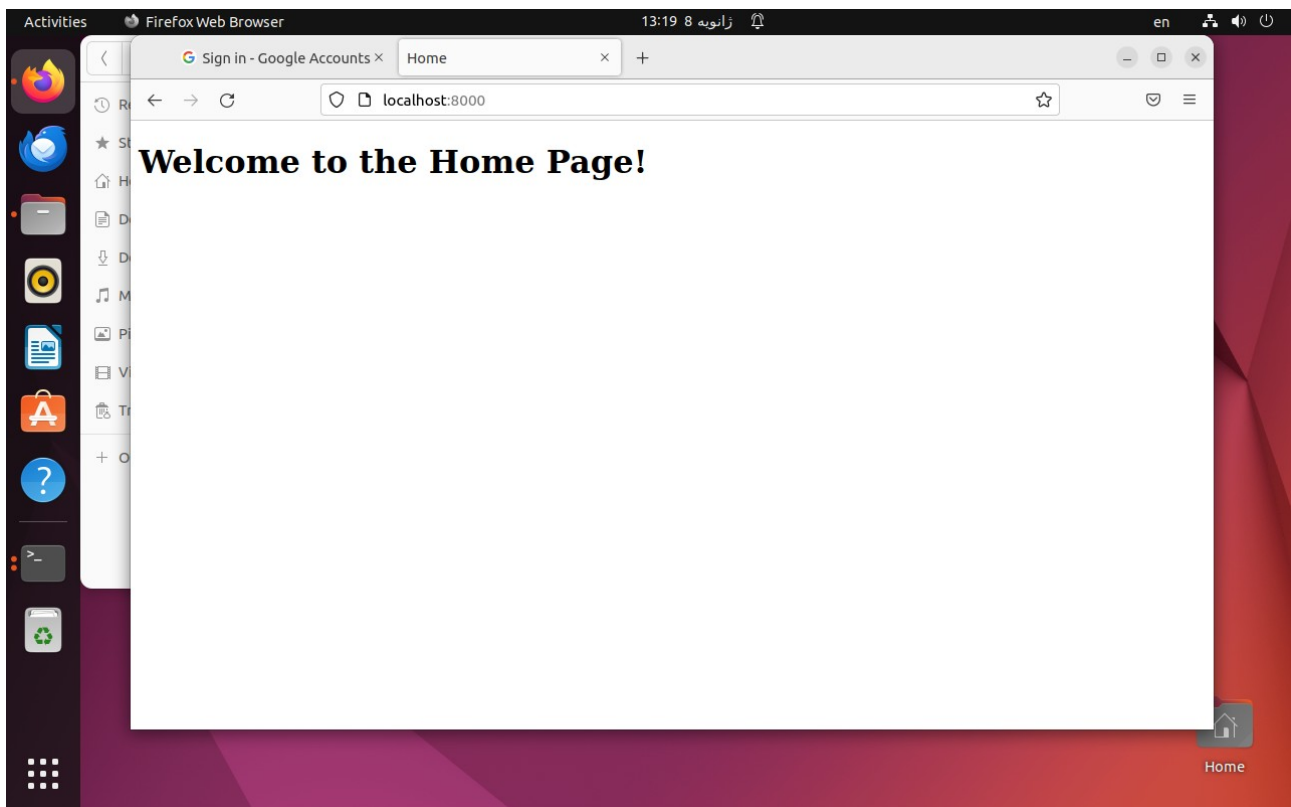 Activities Firefox Web Browser 13:19 8 ژانویه en
Sign in - Google Accounts Home
localhost:8000
Welcome to the Home Page!
Home